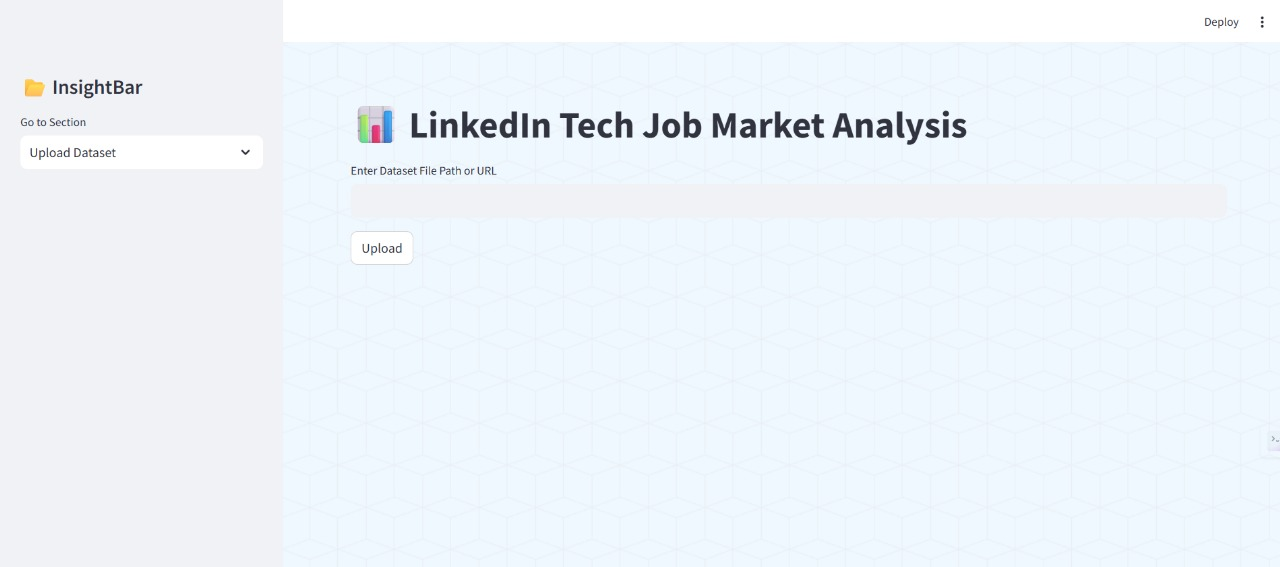 Deploy
InsightBar
Go to Section
Upload Dataset
LinkedIn Tech Job Market Analysis
Enter Dataset File Path or URL
Upload